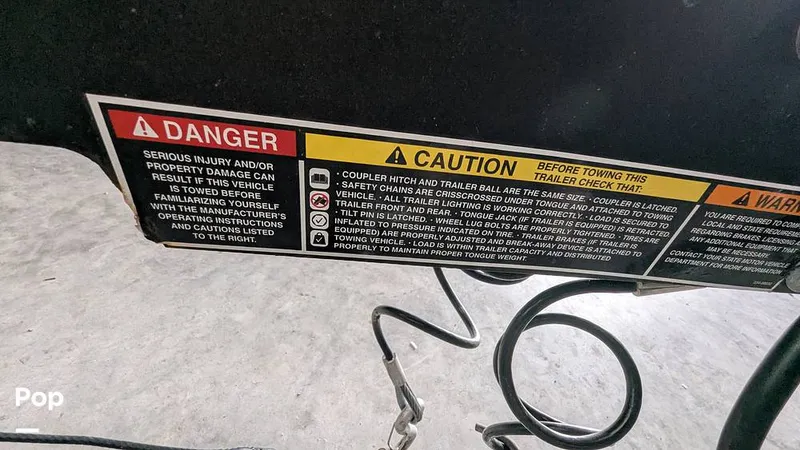 DANGER
SERIOUS INJURY AND/OR
PROPERTY DAMAGE CAN
RESULT IF THIS VEHICLE
IS TOWED BEFORE
FAMILIARIZING YOURSELF
WITH THE MANUFACTURER'S
OPERATING INSTRUCTIONS
AND CAUTIONS LISTED
TO THE RIGHT.
CAUTION
BEFORE TOWING THIS
TRAILER CHECK THAT:
• COUPLER HITCH AND TRAILER BALL ARE THE SAME SIZE. • COUPLER IS LATCHED
• SAFETY CHAINS ARE CRISSCROSSED UNDER TONGUE AND ATTACHED TO TOWING
VEHICLE. • ALL TRAILER LIGHTING IS WORKING CORRECTLY. • LOAD IS SECURED TO
TRAILER FRONT AND REAR. • TONGUE JACK (IF TRAILER IS EQUIPPED) IS RETRACTED
• TILT PIN IS LATCHED. • WHEEL LUG BOLTS ARE PROPERLY TIGHTENED. • TIRES ARE
INFLATED TO PRESSURE INDICATED ON TIRE. • TRAILER BRAKES (IF TRAILER IS
EQUIPPED) ARE PROPERLY ADJUSTED AND BREAK-AWAY DEVICE IS ATTACHED TO
TOWING VEHICLE. • LOAD IS WITHIN TRAILER CAPACITY AND DISTRIBUTED
PROPERLY TO MAINTAIN PROPER TONGUE WEIGHT.
WARN
YOU ARE REQUIRED TO COMP
LOCAL AND STATE REQUIREM
REGARDING BRAKES, LICENSING
ANY ADDITIONAL EQUIPMENT
MAY BE NECESSARY.
CONTACT YOUR STATE MOTOR VEHICLE
DEPARTMENT FOR MORE INFORMATION
Pop